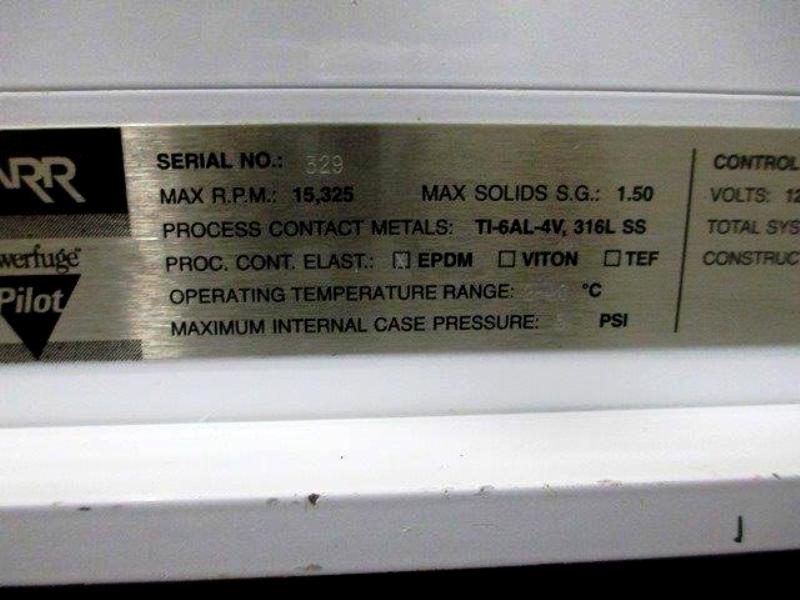 ARR
werfuge™
Pilot
SERIAL NO.: 329
MAX R.P.M.: 15,325 MAX SOLIDS S.G.: 1.50
PROCESS CONTACT METALS: TI-6AL-4V, 316L SS
PROC. CONT. ELAST.: ☒ EPDM ☐ VITON ☐ TEF
OPERATING TEMPERATURE RANGE: °C
MAXIMUM INTERNAL CASE PRESSURE: PSI
CONTROL
VOLTS: 12
TOTAL SYS
CONSTRUCT